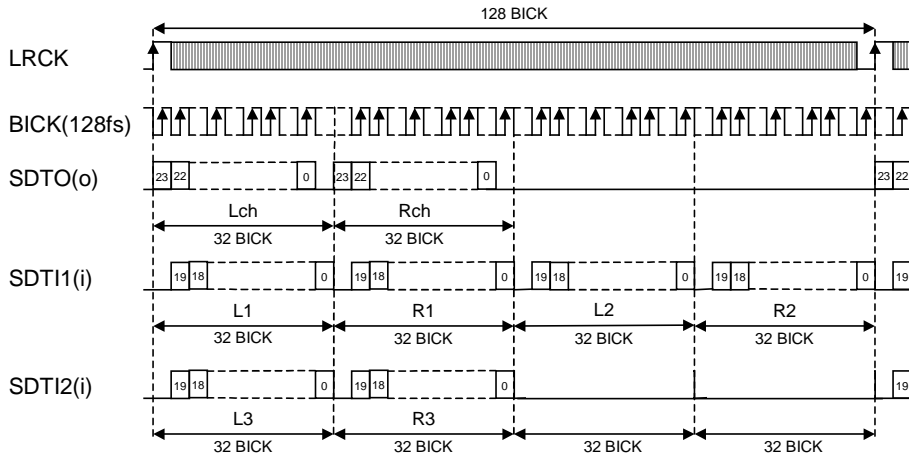 128 BICK
LRCK
BICK(128fs)
SDTO(o)
23 22 0 23 22 0 23 22
Lch Rch
32 BICK 32 BICK
SDTI1(i)
19 18 0 19 18 0 19 18 0 19 18 0 19
L1 R1 L2 R2
32 BICK 32 BICK 32 BICK 32 BICK
SDTI2(i)
19 18 0 19 18 0 19
L3 R3
32 BICK 32 BICK 32 BICK 32 BICK